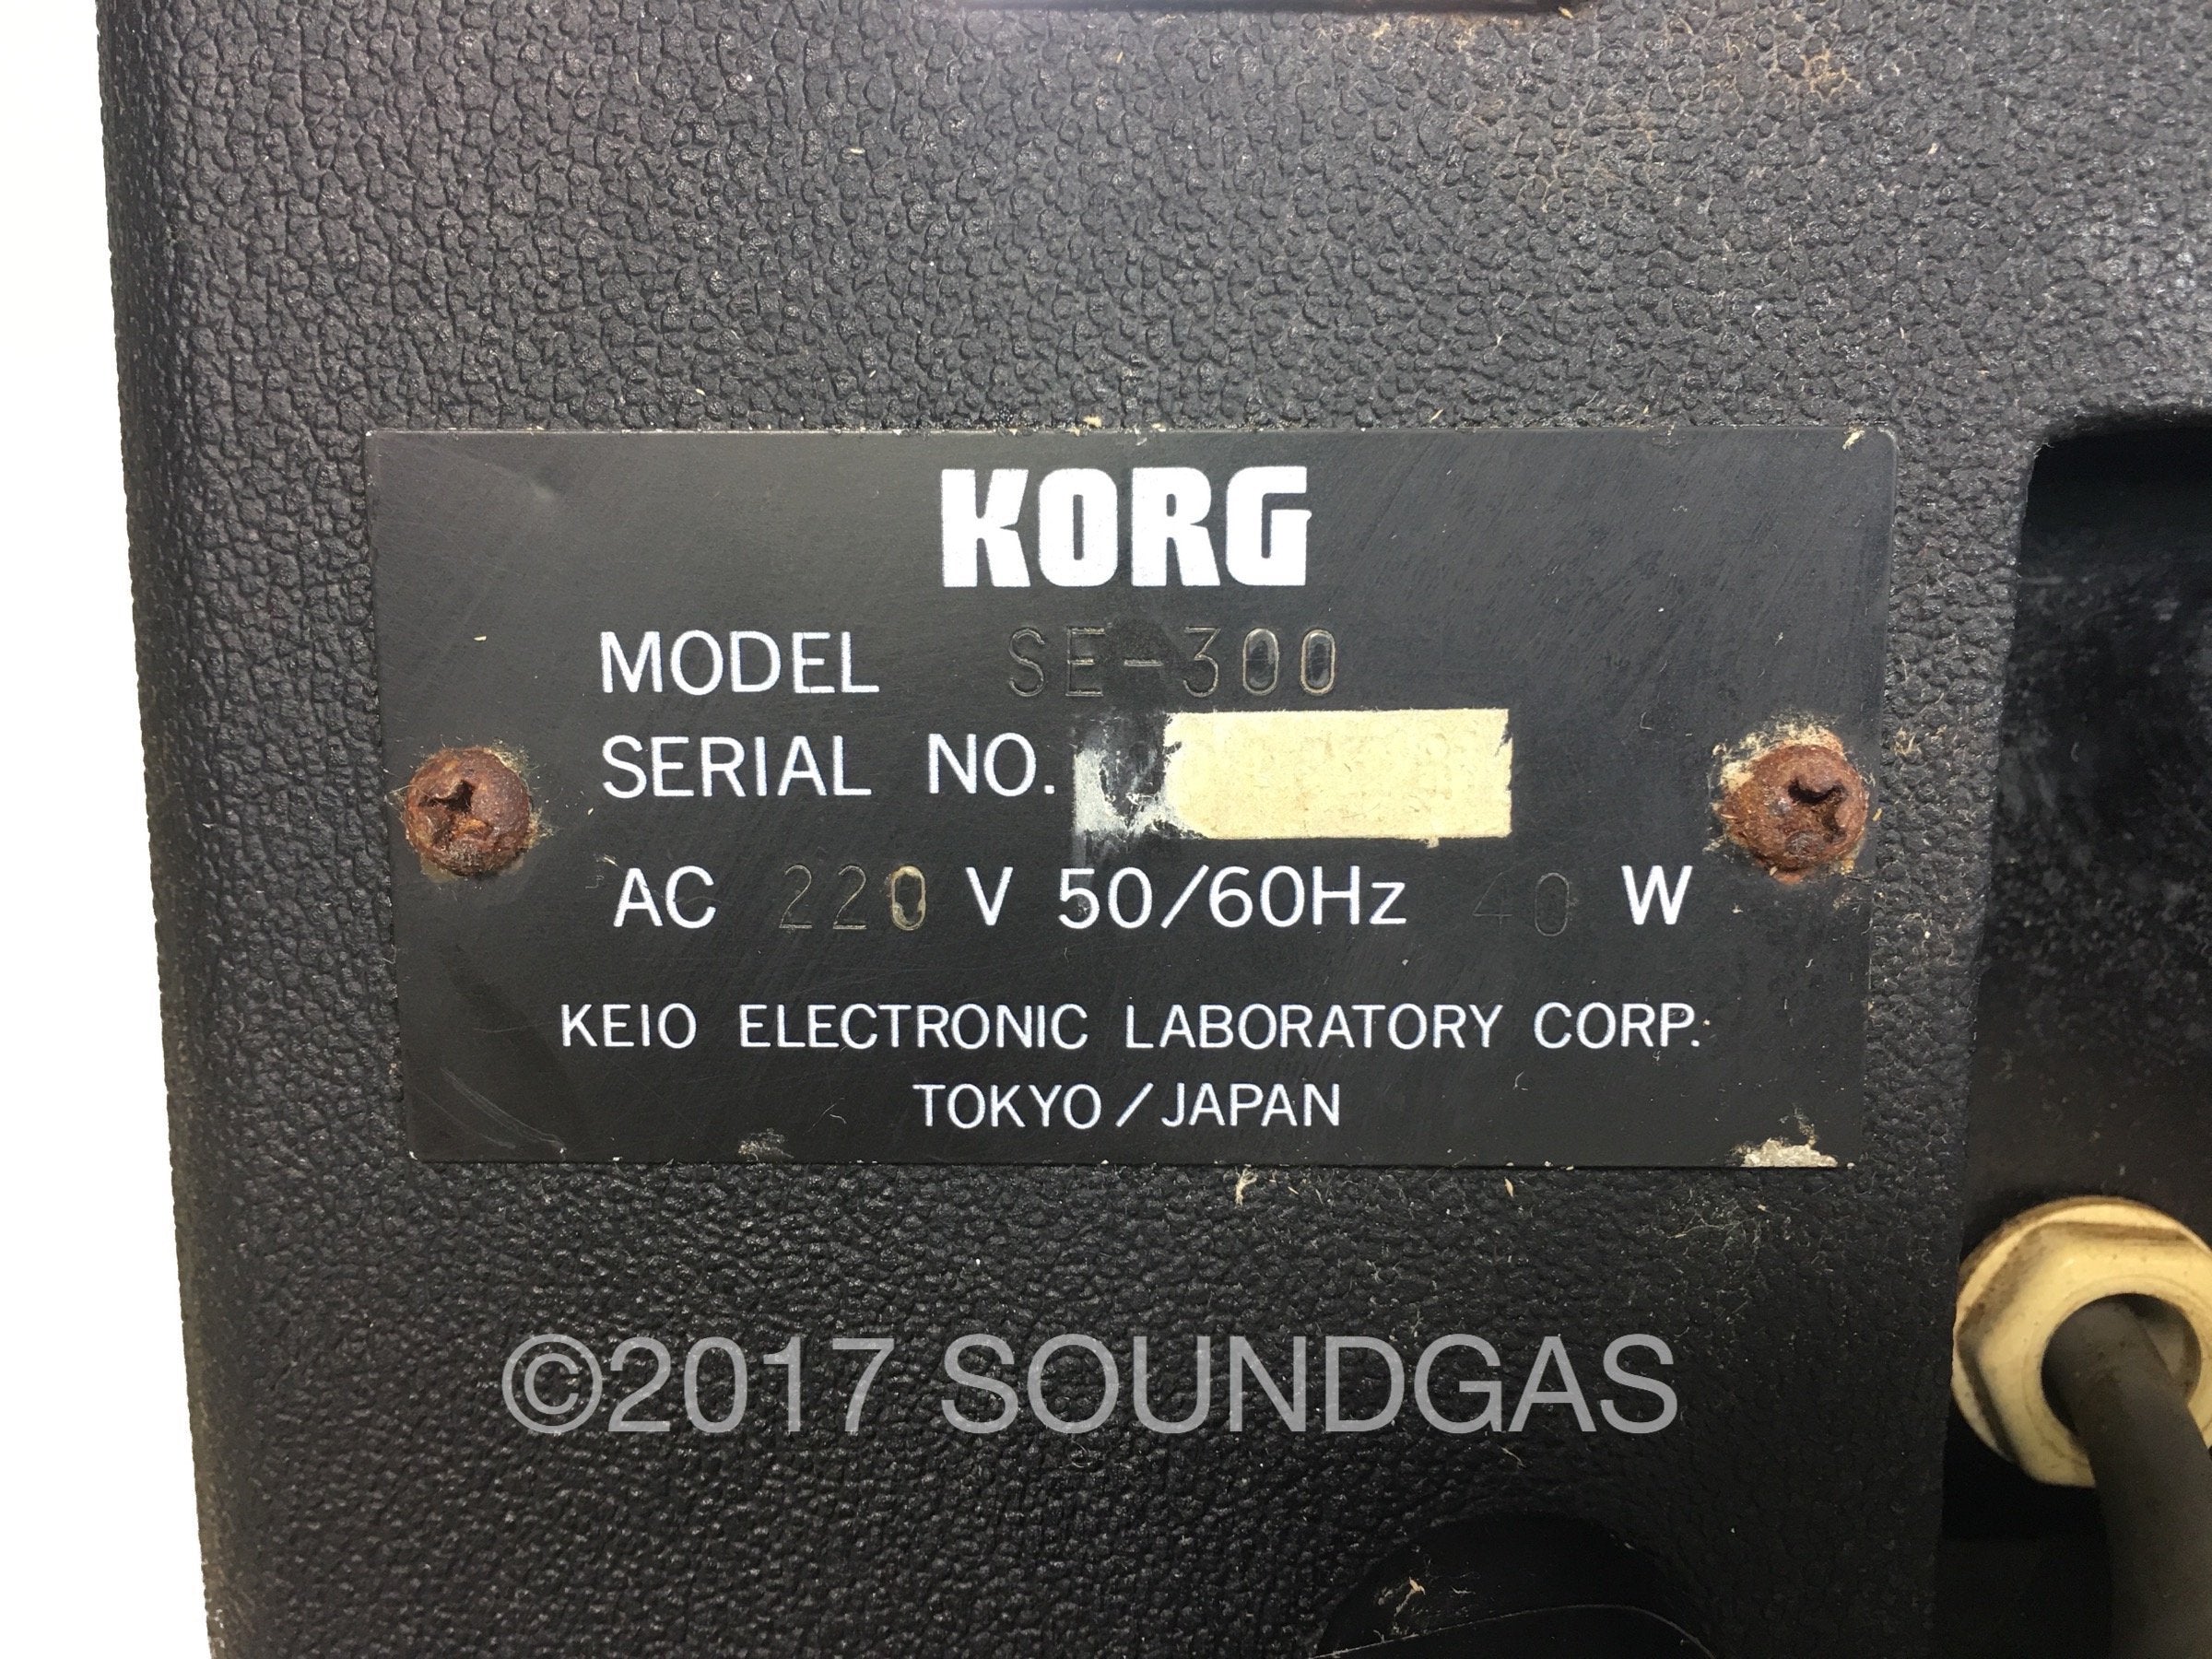 KORG
MODEL SE-300
SERIAL NO.
AC 220 V 50/60Hz 40 W
KEIO ELECTRONIC LABORATORY CORP.
TOKYO/JAPAN
©2017 SOUNDGAS